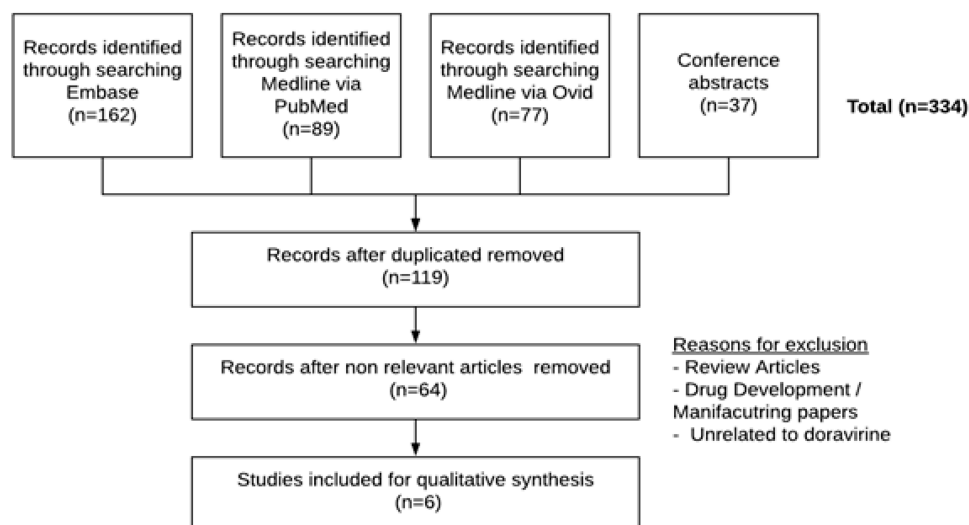 Records identified
through searching
Embase
(n=162)
Records identified
through searching
Medline via
PubMed
(n=89)
Records identified
through searching
Medline via Ovid
(n=77)
Conference
abstracts
(n=37)
Total (n=334)
Records after duplicated removed
(n=119)
Records after non relevant articles removed
(n=64)
Reasons for exclusion
- Review Articles
- Drug Development /
Manifacutring papers
- Unrelated to doravirine
Studies included for qualitative synthesis
(n=6)